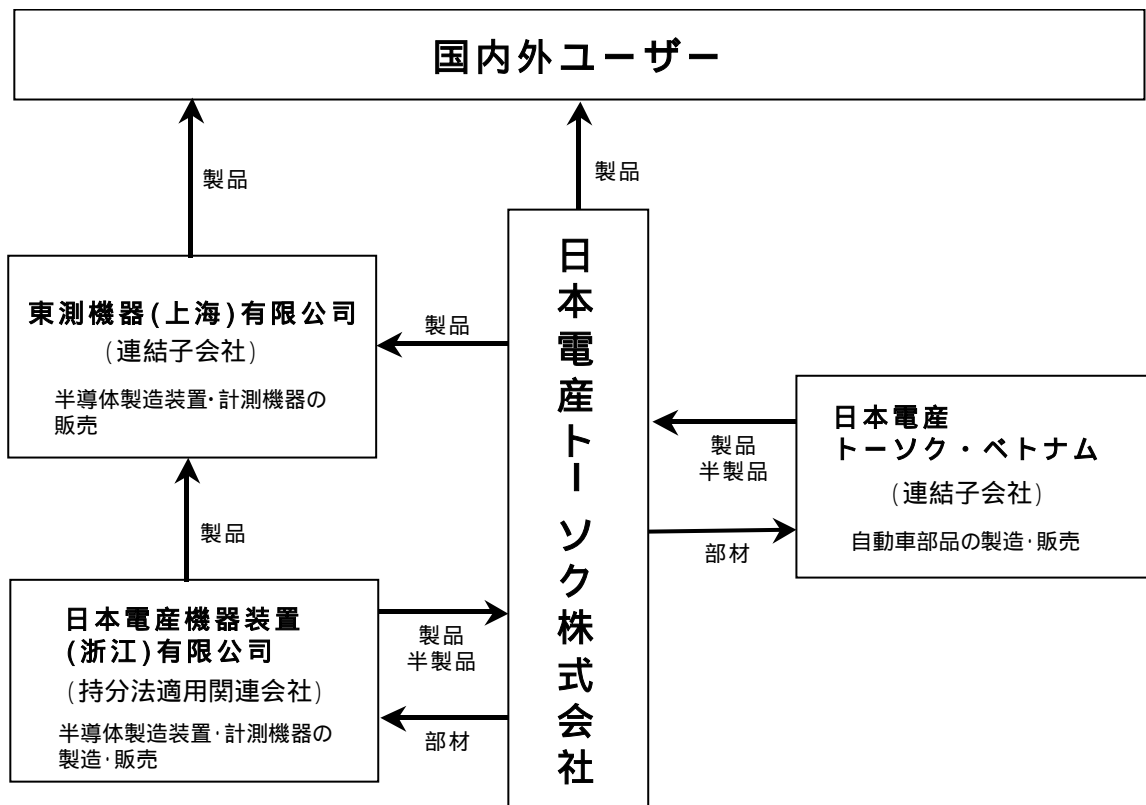 国内外ユーザー
製品
製品
東測機器(上海)有限公司
(連結子会社)
半導体製造装置・計測機器の
販売
製品
日本電産トーソク株式会社
製品
半製品
部材
日本電産
トーソク・ベトナム
(連結子会社)
自動車部品の製造・販売
製品
日本電産機器装置
(浙江)有限公司
(持分法適用関連会社)
半導体製造装置・計測機器の
製造・販売
製品
半製品
部材